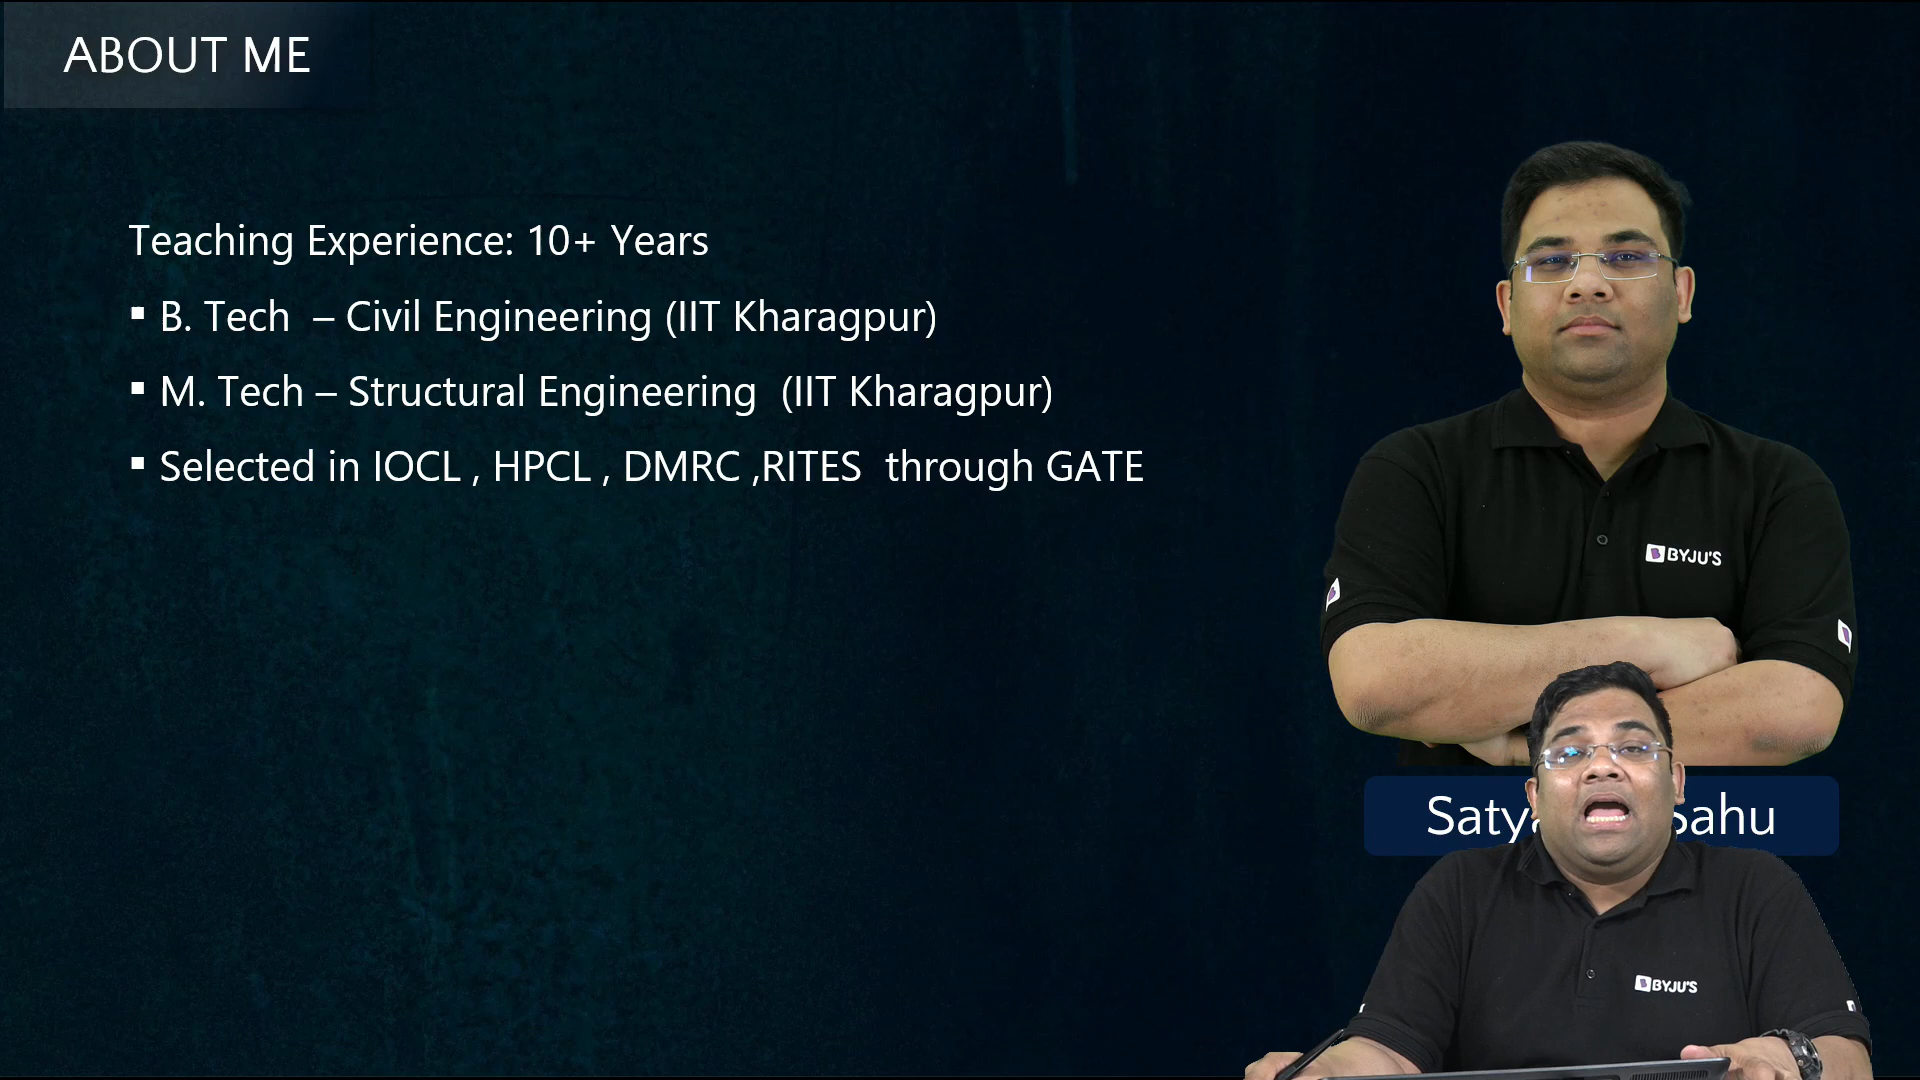 ABOUT ME
Teaching Experience: 10+ Years
▪ B. Tech – Civil Engineering (IIT Kharagpur)
▪ M. Tech – Structural Engineering (IIT Kharagpur)
▪ Selected in IOCL , HPCL , DMRC ,RITES through GATE
BYJU'S
Sahu
BYJU'S